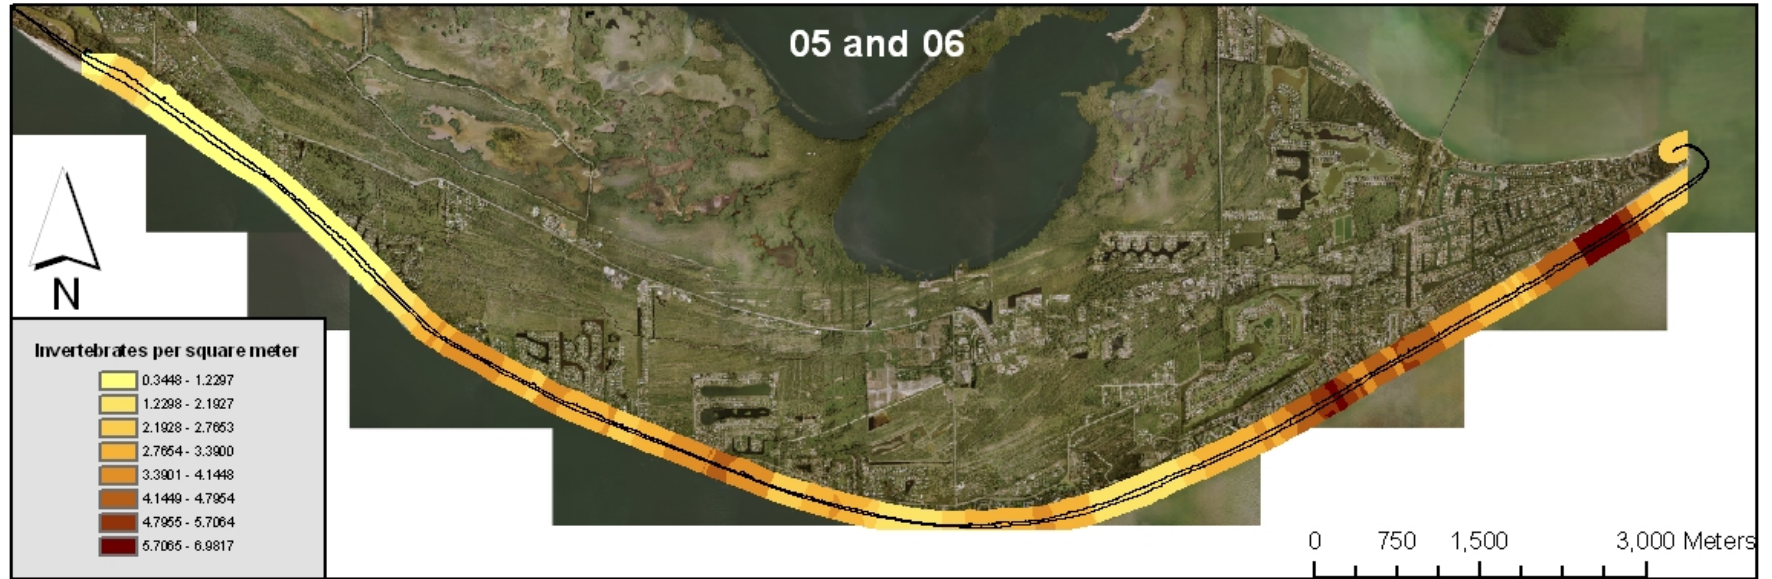 05 and 06
N
Invertebrates per square meter
0.3448 - 1.2297
1.2298 - 2.1927
2.1928 - 2.7653
2.7654 - 3.3900
3.3901 - 4.1448
4.1449 - 4.7954
4.7955 - 5.7064
5.7065 - 6.9817
0 750 1,500 3,000 Meters